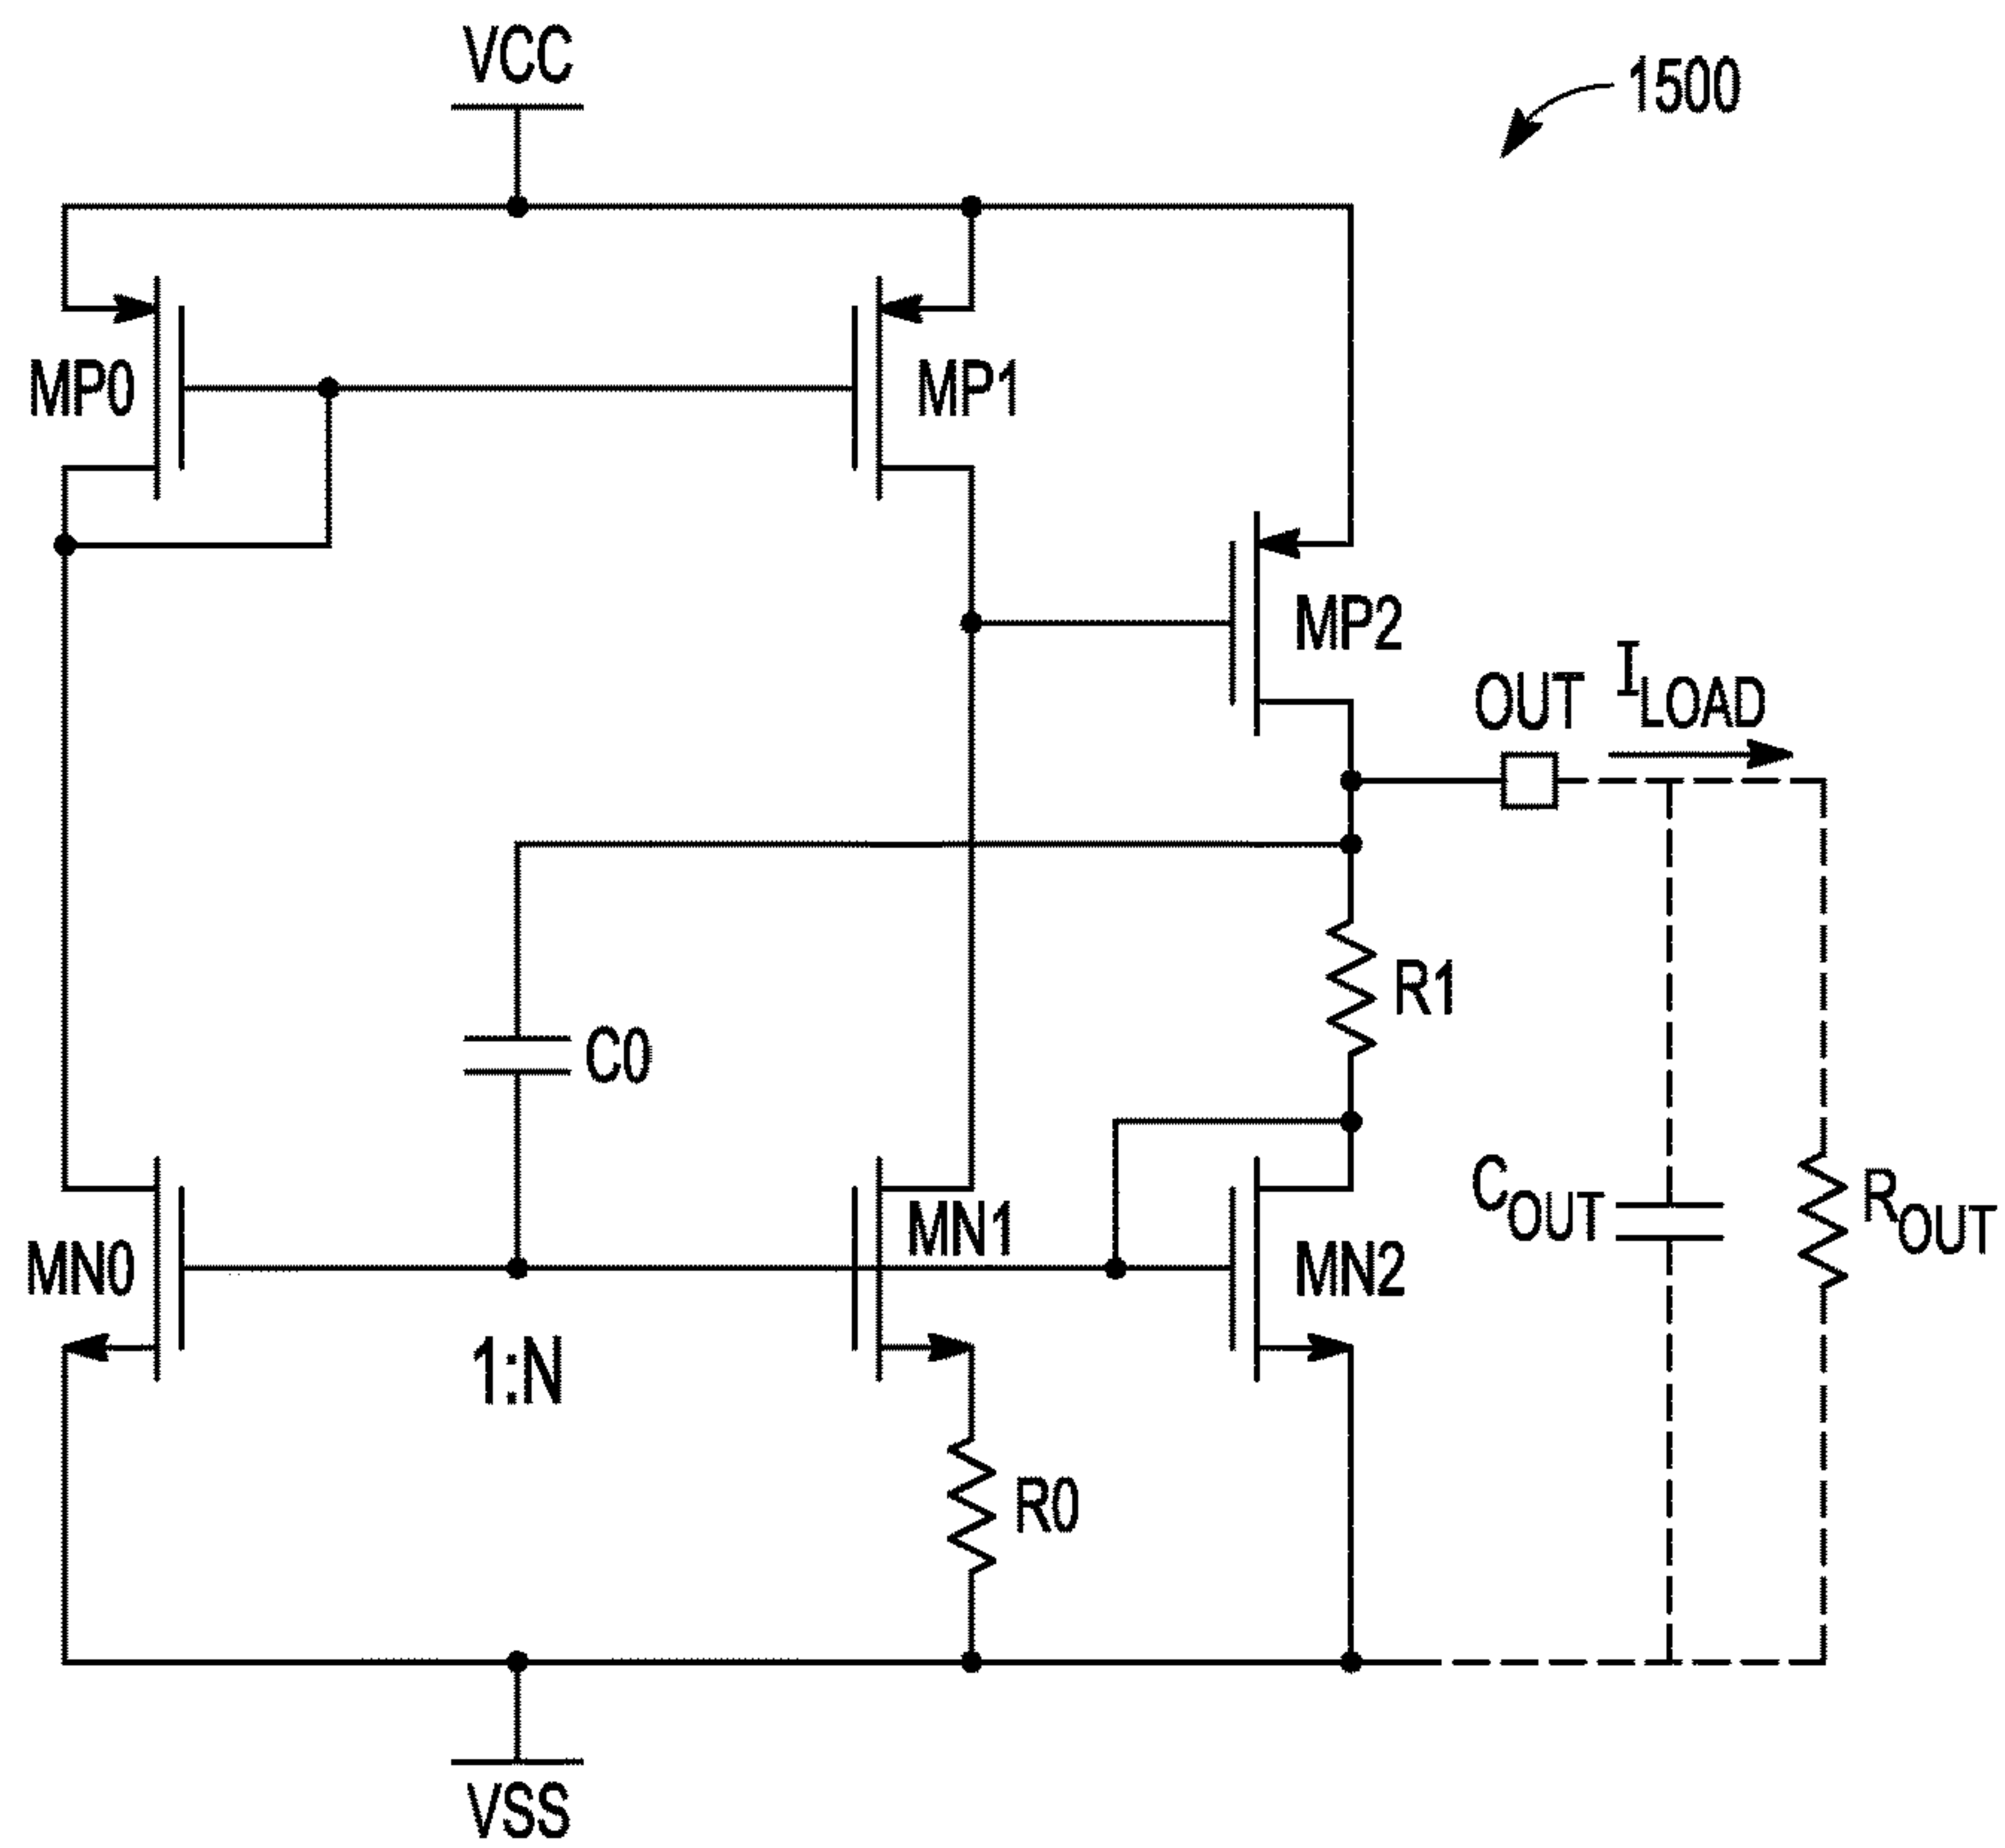 VCC
1500
MP0
MP1
MP2
OUT
ILOAD
R1
C0
MN0
MN1
MN2
COUT
ROUT
1:N
R0
VSS